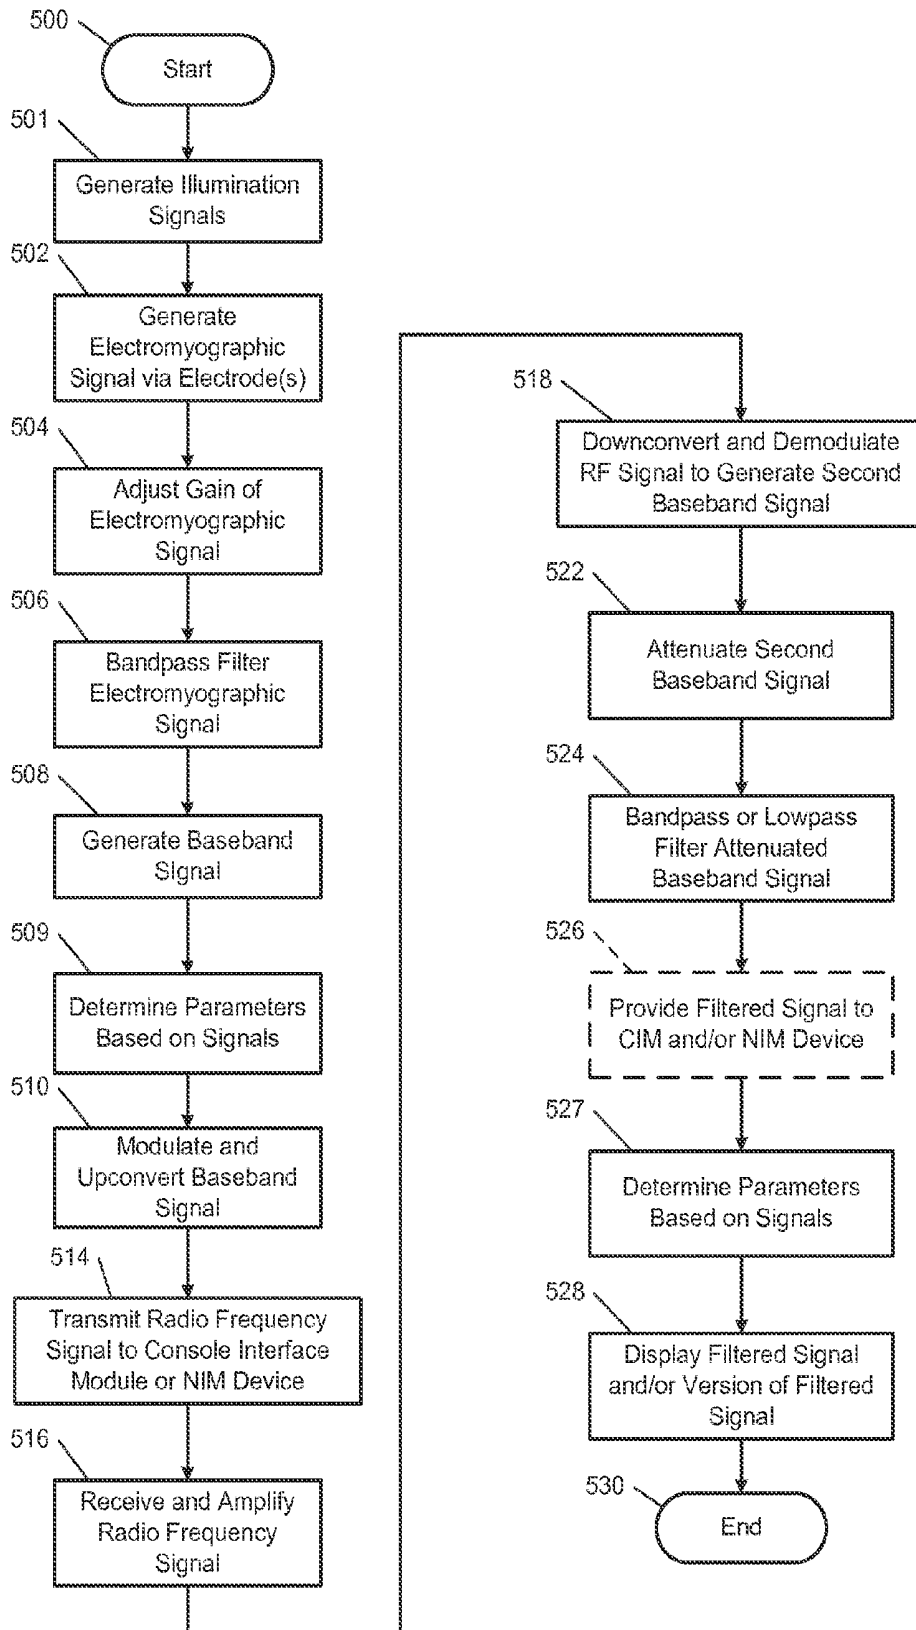 500
Start
501
Generate Illumination
Signals
502
Generate
Electromyographic
Signal via Electrode(s)
504
Adjust Gain of
Electromyographic
Signal
506
Bandpass Filter
Electromyographic
Signal
508
Generate Baseband
Signal
509
Determine Parameters
Based on Signals
510
Modulate and
Upconvert Baseband
Signal
514
Transmit Radio Frequency
Signal to Console Interface
Module or NIM Device
516
Receive and Amplify
Radio Frequency
Signal
518
Downconvert and Demodulate
RF Signal to Generate Second
Baseband Signal
522
Attenuate Second
Baseband Signal
524
Bandpass or Lowpass
Filter Attenuated
Baseband Signal
526
Provide Filtered Signal to
CIM and/or NIM Device
527
Determine Parameters
Based on Signals
528
Display Filtered Signal
and/or Version of Filtered
Signal
530
End